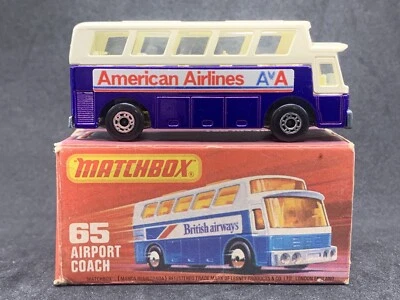 American Airlines AA
MATCHBOX
65
AIRPORT
COACH
British airways